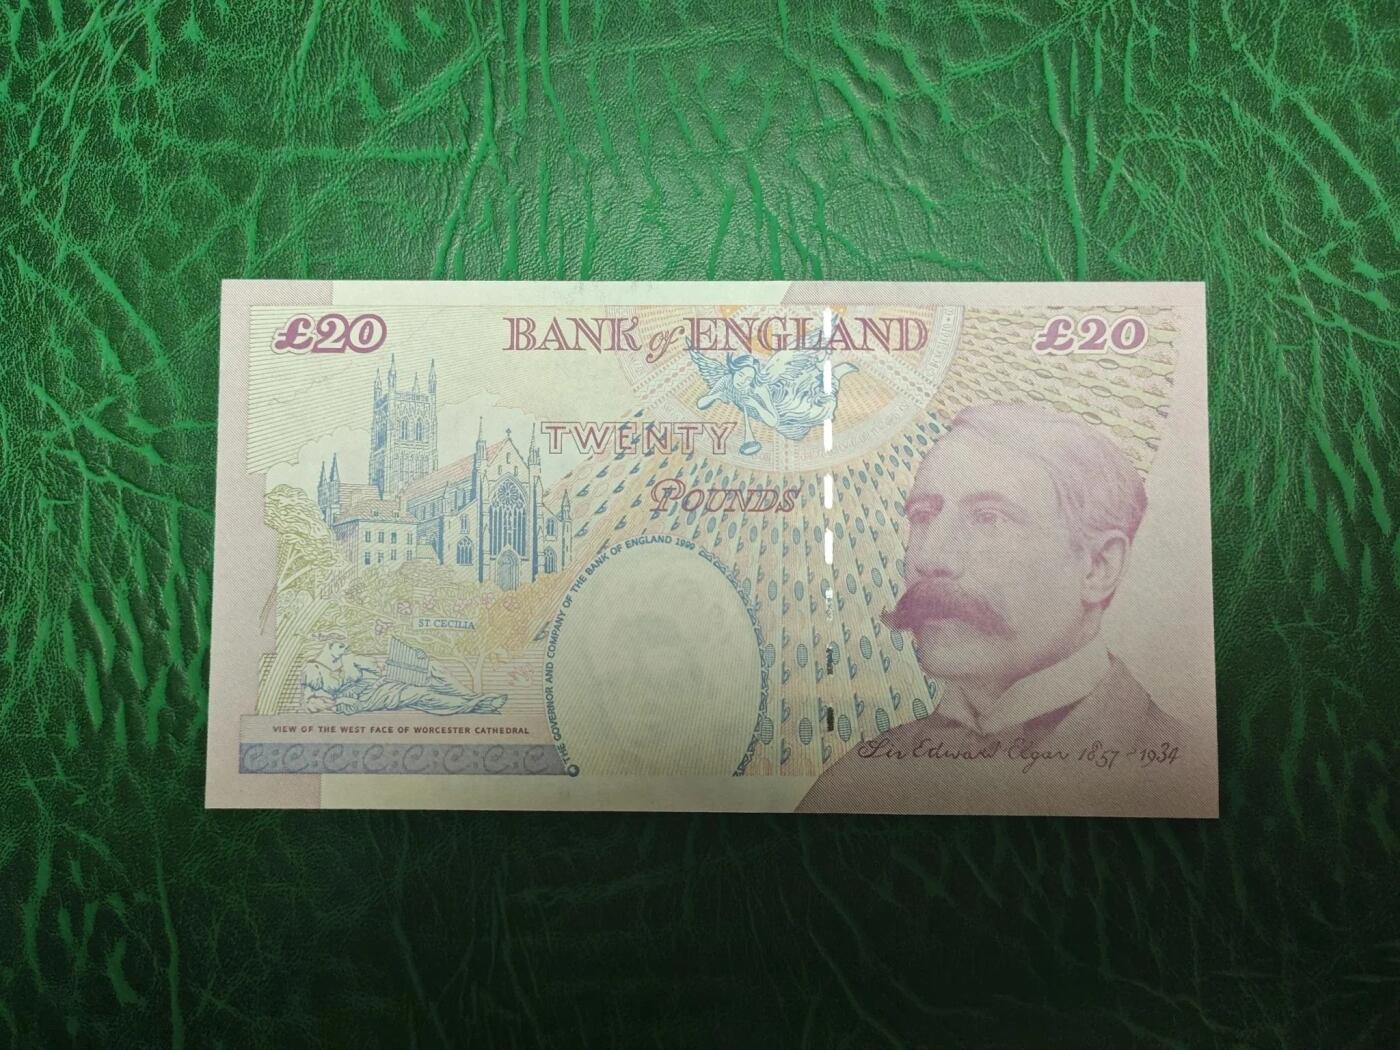 £20 BANK of ENGLAND £20
TWENTY
POUNDS
THE GOVERNOR AND COMPANY OF THE BANK OF ENGLAND 1999
ST CECILIA
VIEW OF THE WEST FACE OF WORCESTER CATHEDRAL
Sir Edward Elgar 1857-1934